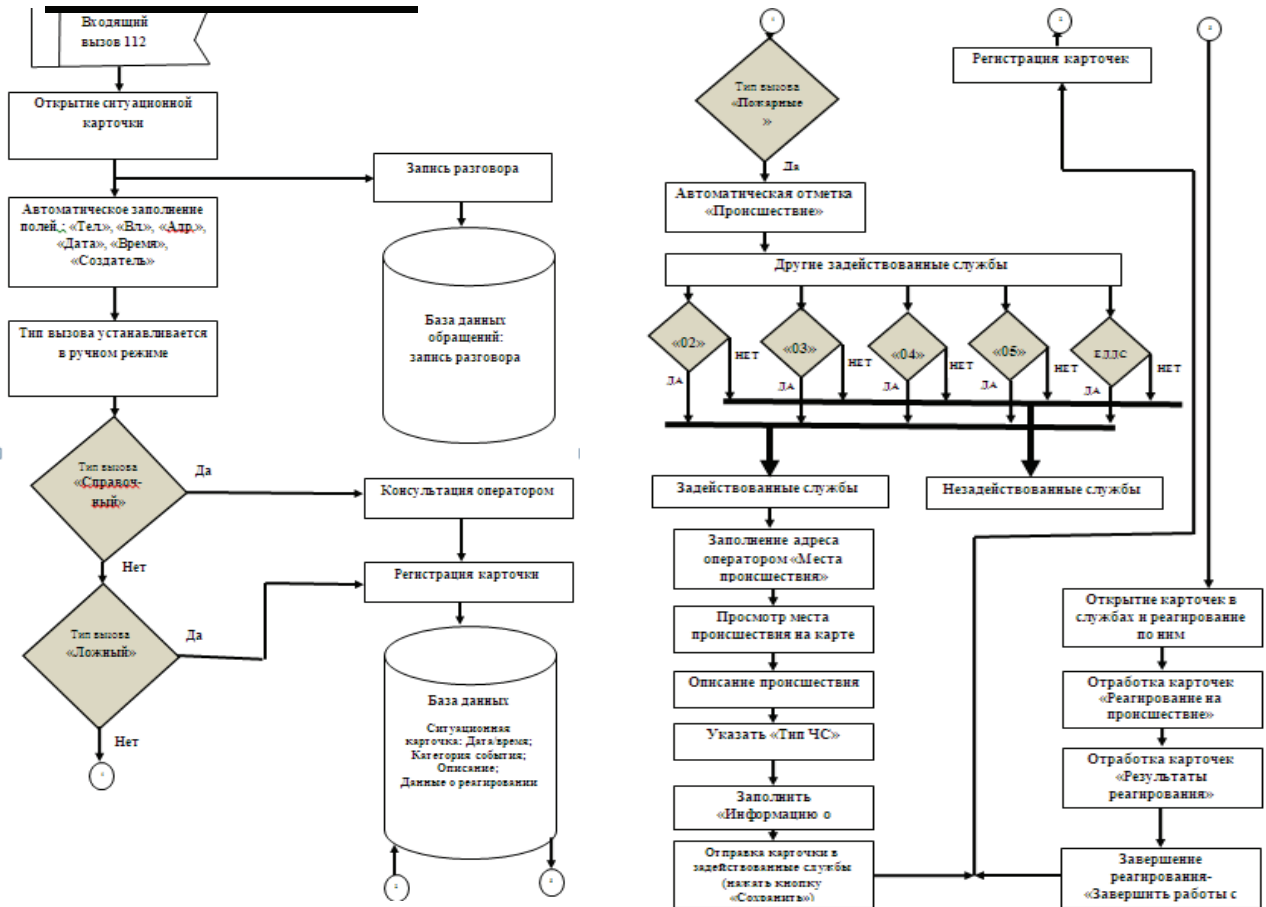 Входящий
вызов 112
Открытие ситуационной
карточки
Запись разговора
Автоматическое заполнение
полей.: «Тел.», «Вл.», «Адр.»,
«Дата», «Время»,
«Создатель»
База данных
обращений:
запись разговора
Тип вызова устанавливается
в ручном режиме
Тип вызова
«Справоч-
ный»
Да
Консультация оператором
Нет
Регистрация карточки
Тип вызова
«Ложный»
Да
База данных
Ситуационная
карточка: Дата/время;
Категория события;
Описание;
Данные о реагировании
Нет
Тип вызова
«Пожарные
»
Да
Регистрация карточек
Автоматическая отметка
«Происшествие»
Другие задействованные службы
«02»
«03»
«04»
«05»
ЕДДС
НЕТ
НЕТ
НЕТ
НЕТ
НЕТ
ДА
ДА
ДА
ДА
ДА
Задействованные службы
Незадействованные службы
Заполнение адреса
оператором «Места
происшествия»
Просмотр места
происшествия на карте
Описание происшествия
Указать «Тип ЧС»
Заполнить
«Информацию о
Отправка карточки в
задействованные службы
(нажать кнопку
«Сохранить»)
Открытие карточек в
службах и реагирование
по ним
Отработка карточек
«Реагирование на
происшествие»
Отработка карточек
«Результаты
реагирования»
Завершение
реагирования-
«Завершить работы с